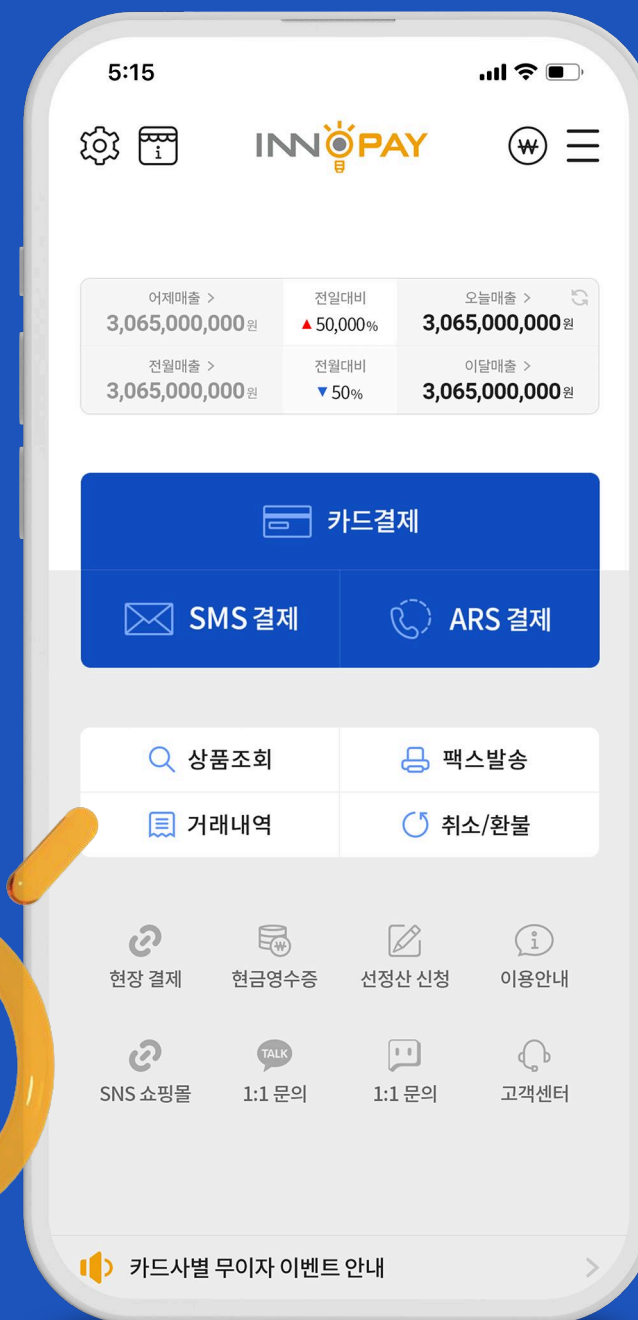 5:15
INNOPAY
어제매출 > 전일대비 오늘매출 >
3,065,000,000원 ▲50,000% 3,065,000,000원
전월매출 > 전월대비 이달매출 >
3,065,000,000원 ▼50% 3,065,000,000원
카드결제
SMS 결제 ARS 결제
상품조회 팩스발송
거래내역 취소/환불
현장 결제 현금영수증 선정산 신청 이용안내
TALK
SNS 쇼핑몰 1:1 문의 1:1 문의 고객센터
카드사별 무이자 이벤트 안내 >